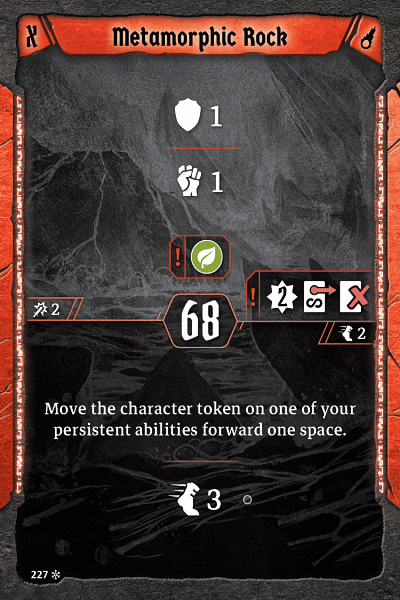 X
Metamorphic Rock
1
1
!
! 2
2
68
2
Move the character token on one of your
persistent abilities forward one space.
3
227